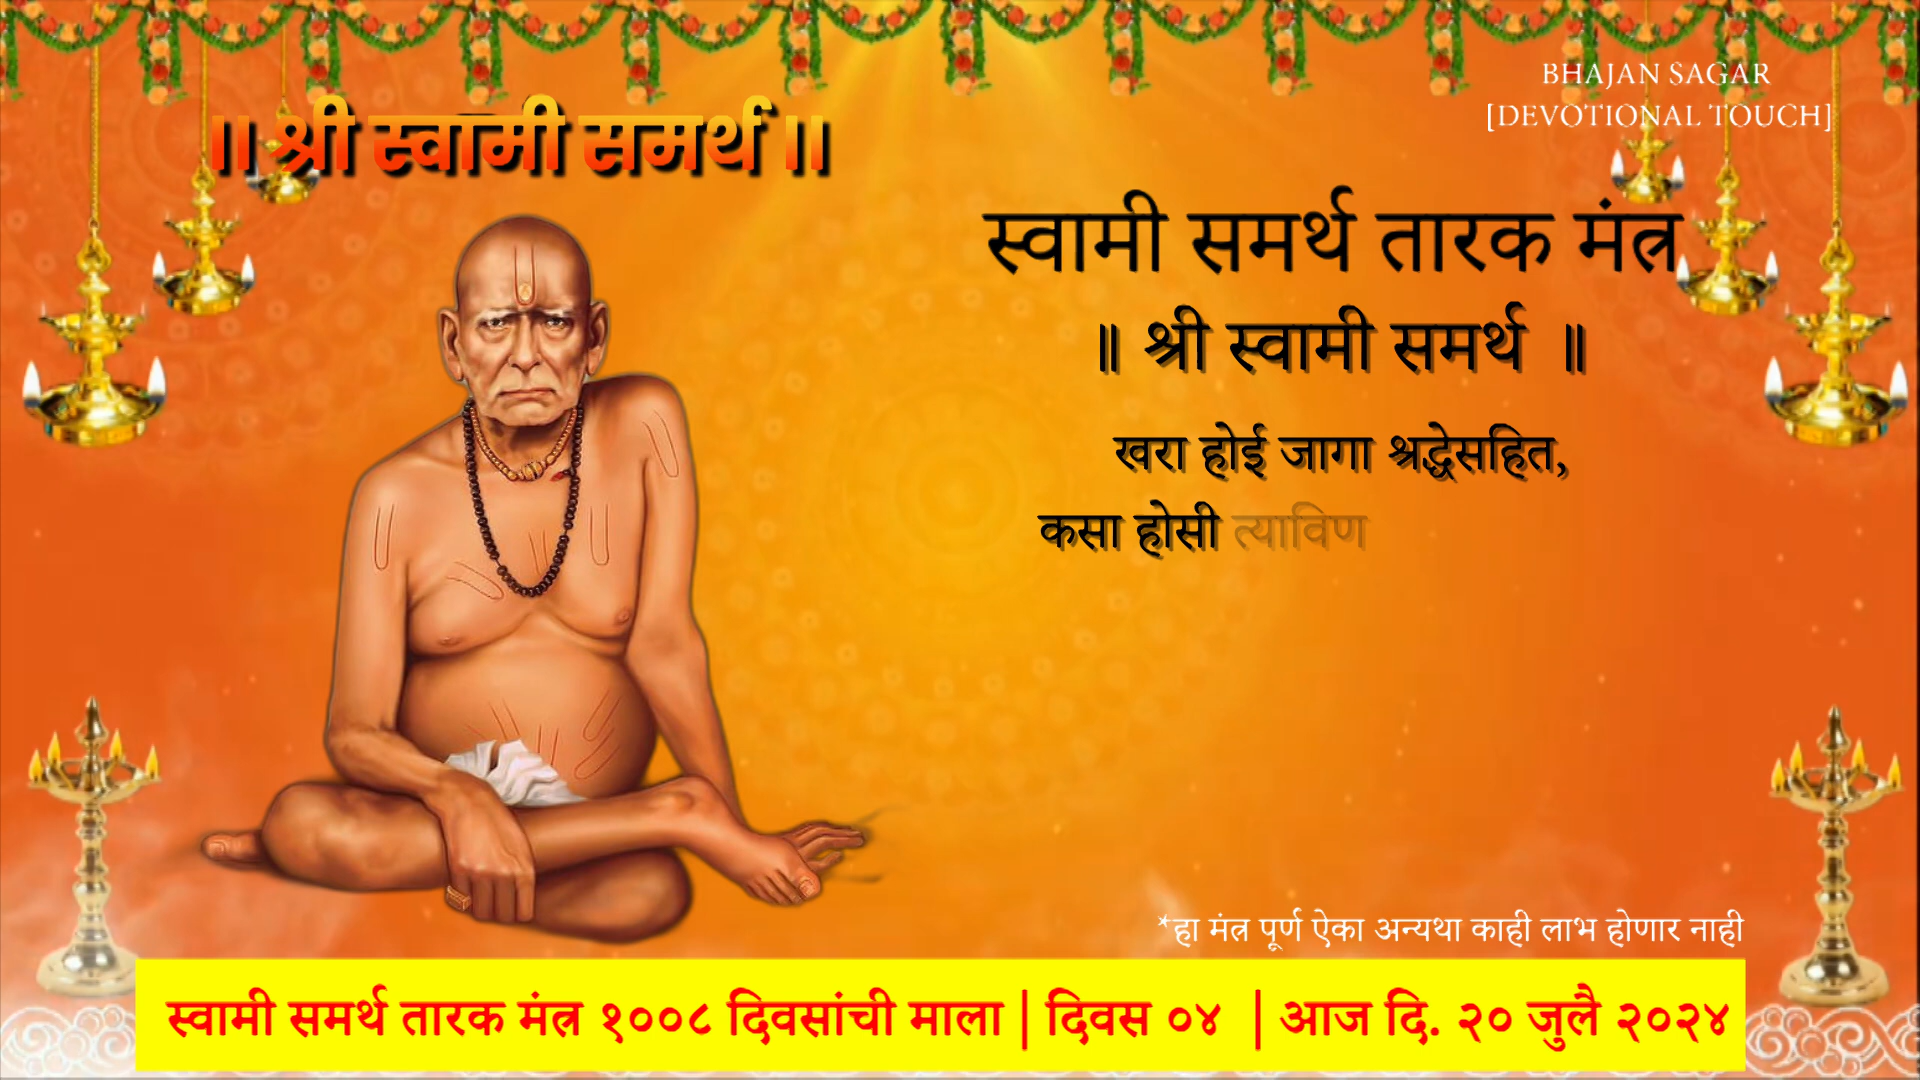 BHAJAN SAGAR
[DEVOTIONAL TOUCH]
॥ श्री स्वामी समर्थ ॥
स्वामी समर्थ तारक मंत्र
॥ श्री स्वामी समर्थ ॥
खरा होई जागा श्रद्धेसहित,
कसा होसी त्याविण
*हा मंत्र पूर्ण ऐका अन्यथा काही लाभ होणार नाही
स्वामी समर्थ तारक मंत्र १००८ दिवसांची माला | दिवस ०४ | आज दि. २० जुलै २०२४